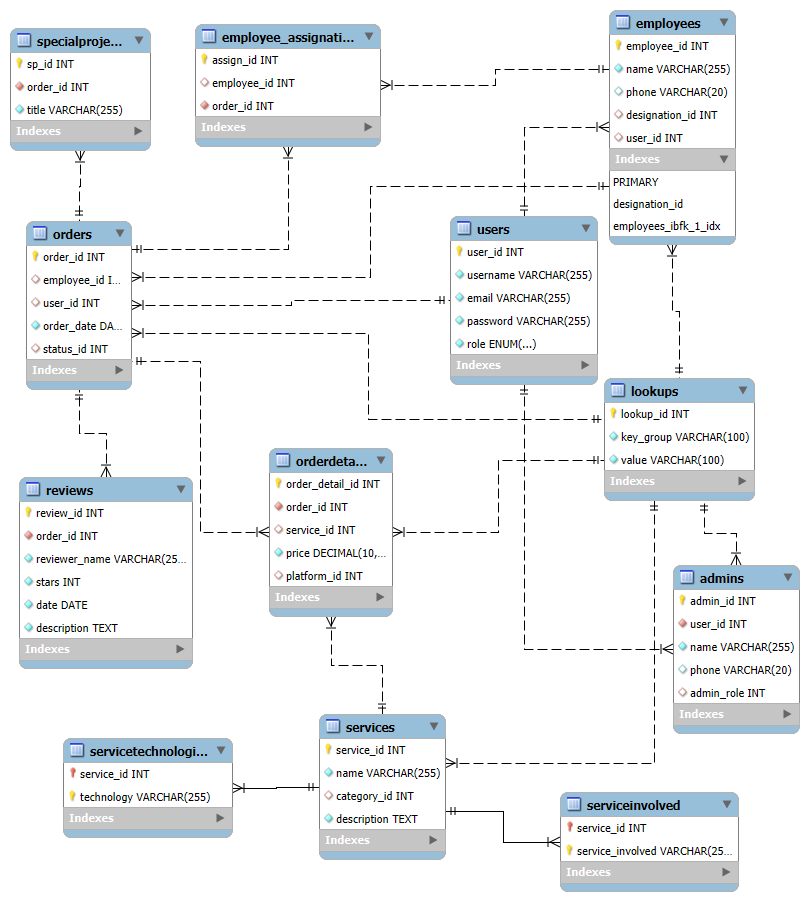 specialproje...
sp_id INT
order_id INT
title VARCHAR(255)
Indexes
employee_assignati...
assign_id INT
employee_id INT
order_id INT
Indexes
employees
employee_id INT
name VARCHAR(255)
phone VARCHAR(20)
designation_id INT
user_id INT
Indexes
PRIMARY
designation_id
employees_ibfk_1_idx
orders
order_id INT
employee_id I...
user_id INT
order_date DA...
status_id INT
Indexes
users
user_id INT
username VARCHAR(255)
email VARCHAR(255)
password VARCHAR(255)
role ENUM(...)
Indexes
lookups
lookup_id INT
key_group VARCHAR(100)
value VARCHAR(100)
Indexes
reviews
review_id INT
order_id INT
reviewer_name VARCHAR(25...
stars INT
date DATE
description TEXT
Indexes
orderdeta...
order_detail_id INT
order_id INT
service_id INT
price DECIMAL(10,...
platform_id INT
Indexes
admins
admin_id INT
user_id INT
name VARCHAR(255)
phone VARCHAR(20)
admin_role INT
Indexes
servicetechnologi...
service_id INT
technology VARCHAR(255)
Indexes
services
service_id INT
name VARCHAR(255)
category_id INT
description TEXT
Indexes
serviceinvolved
service_id INT
service_involved VARCHAR(25...
Indexes